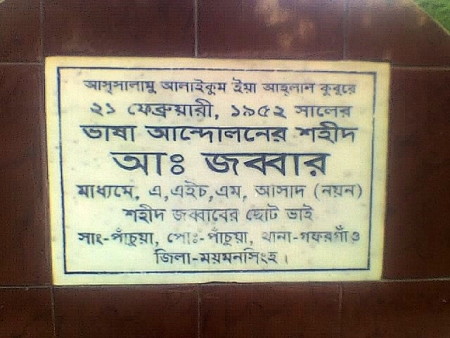 আস্সালামু আলাইকুম ইয়া আহলান কুবুরে
২১ ফেব্রুয়ারী, ১৯৫২ সালের
ভাষা আন্দোলনের শহীদ
আঃ জব্বার
মাধ্যমে, এ,এইচ,এম, আসাদ (নয়ন)
শহীদ জব্বাবের ছোট ভাই
সাং-পাঁচুয়া, পোঃ-পাঁচুয়া, থানা-গফরগাঁও
জিলা-ময়মনসিংহ।